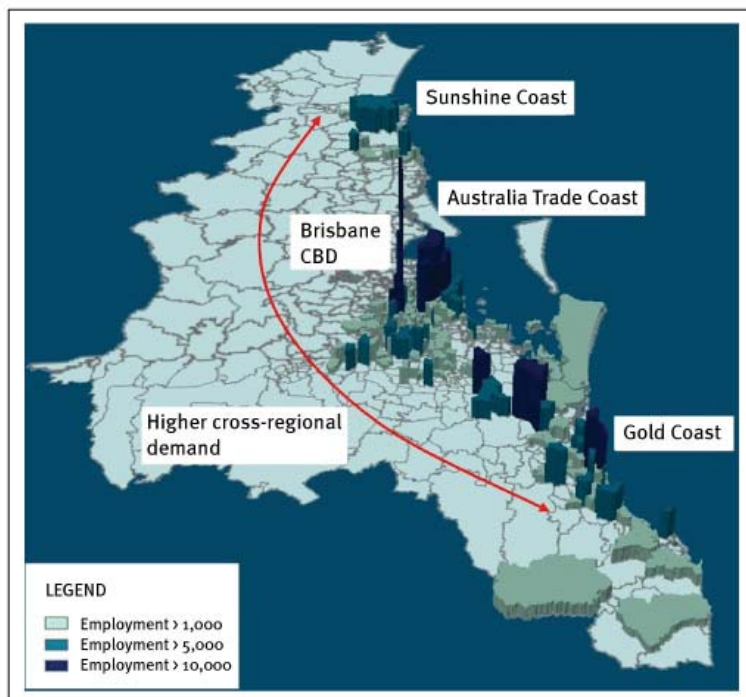 Sunshine Coast
Australia Trade Coast
Brisbane
CBD
Higher cross-regional
demand
Gold Coast
LEGEND
Employment > 1,000
Employment > 5,000
Employment > 10,000